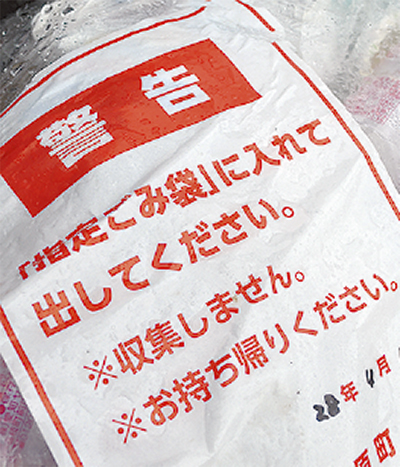 警告
「指定ごみ袋」に入れて
出してください。
※収集しません。
※お持ち帰りください。
28年4月
原町